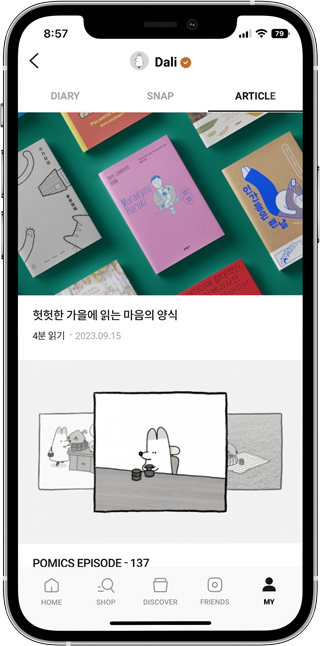 8:57
79
Dali
DIARY
SNAP
ARTICLE
Murakami
Haruki
헛헛한 가을에 읽는 마음의 양식
4분 읽기 · 2023.09.15
POMICS EPISODE - 137
HOME
SHOP
DISCOVER
FRIENDS
MY